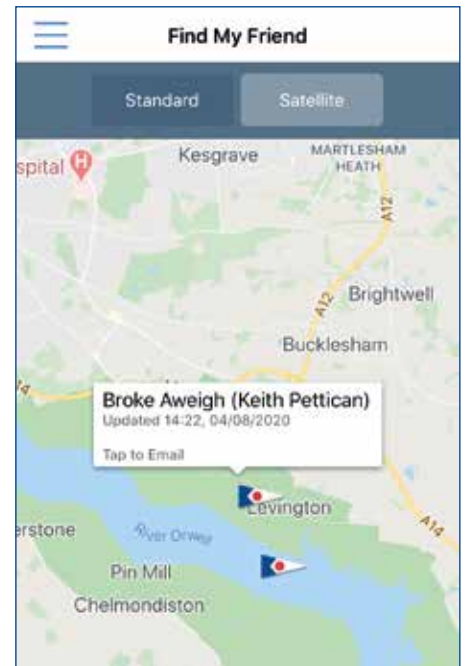 Find My Friend
Standard Satellite
spital H Kesgrave MARTLESHAM
HEATH
A12
Brightwell
A12
Bucklesham
A14
Broke Aweigh (Keith Pettican)
Updated 14:22, 04/08/2020
Tap to Email
Levington
A14
erstone River Orwell
Pin Mill
Chelmondiston